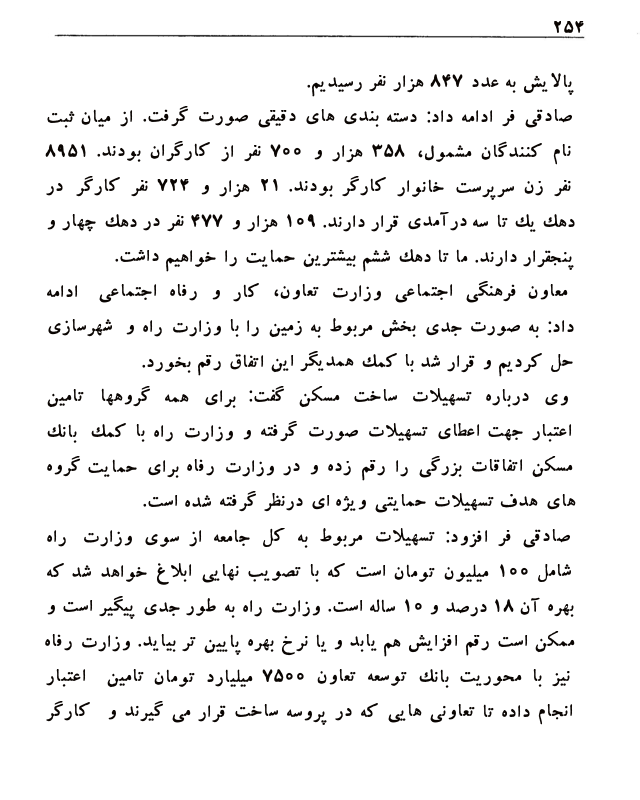 ۲۵۴
پالایش به عدد ۸۴۷ هزار نفر رسیدیم.
صادقی فر ادامه داد: دسته بندی های دقیقی صورت گرفت. از میان ثبت
نام کنندگان مشمول، ۳۵۸ هزار و ۷۰۰ نفر از کارگران بودند. ۸۹۵۱
نفر زن سرپرست خانوار کارگر بودند. ۲۱ هزار و ۷۲۴ نفر کارگر در
دهک یک تا سه درآمدی قرار دارند. ۱۰۹ هزار و ۴۷۷ نفر در دهک چهار و
پنجقرار دارند. ما تا دهک ششم بیشترین حمایت را خواهیم داشت.
معاون فرهنگی اجتماعی وزارت تعاون، کار و رفاه اجتماعی ادامه
داد: به صورت جدی بخش مربوط به زمین را با وزارت راه و شهرسازی
حل کردیم و قرار شد با کمک همدیگر این اتفاق رقم بخورد.
وی درباره تسهیلات ساخت مسکن گفت: برای همه گروهها تامین
اعتبار جهت اعطای تسهیلات صورت گرفته و وزارت راه با کمک بانک
مسکن اتفاقات بزرگی را رقم زده و در وزارت رفاه برای حمایت گروه
های هدف تسهیلات حمایتی ویژه ای درنظر گرفته شده است.
صادقی فر افزود: تسهیلات مربوط به کل جامعه از سوی وزارت راه
شامل ۱۰۰ میلیون تومان است که با تصویب نهایی ابلاغ خواهد شد که
بهره آن ۱۸ درصد و ۱۰ ساله است. وزارت راه به طور جدی پیگیر است و
ممکن است رقم افزایش هم یابد و یا نرخ بهره پایین تر بیاید. وزارت رفاه
نیز با محوریت بانک توسعه تعاون ۷۵۰۰ میلیارد تومان تامین اعتبار
انجام داده تا تعاونی هایی که در پروسه ساخت قرار می گیرند و کارگر